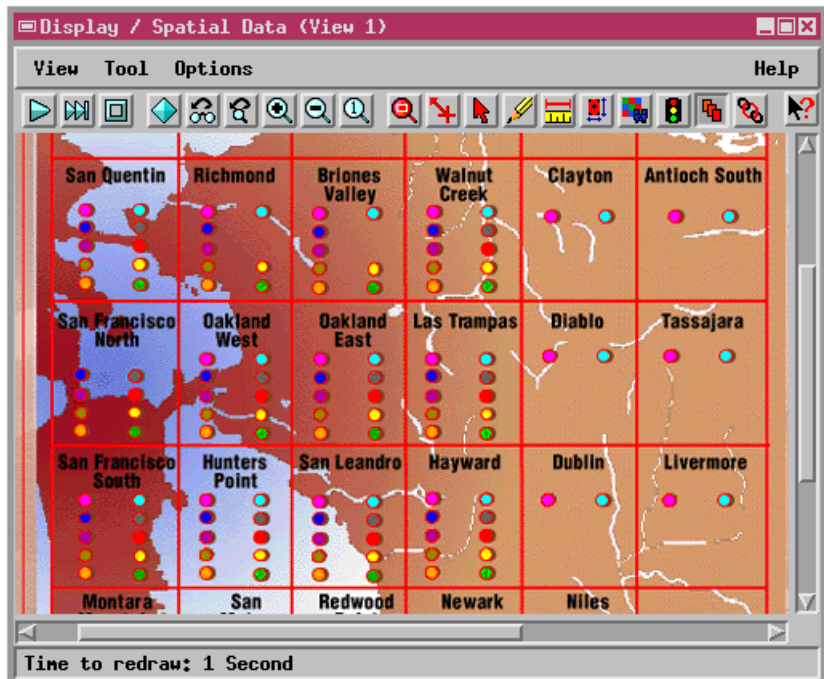 Display / Spatial Data (View 1)
View Tool Options Help
1
?
San Quentin Richmond Briones Walnut Clayton Antioch South
Valley Creek
San Francisco Oakland Oakland Las Trampas Diablo Tassajara
North West East
San Francisco Hunters San Leandro Hayward Dublin Livermore
South Point
Montara San Redwood Newark Niles
Time to redraw: 1 Second